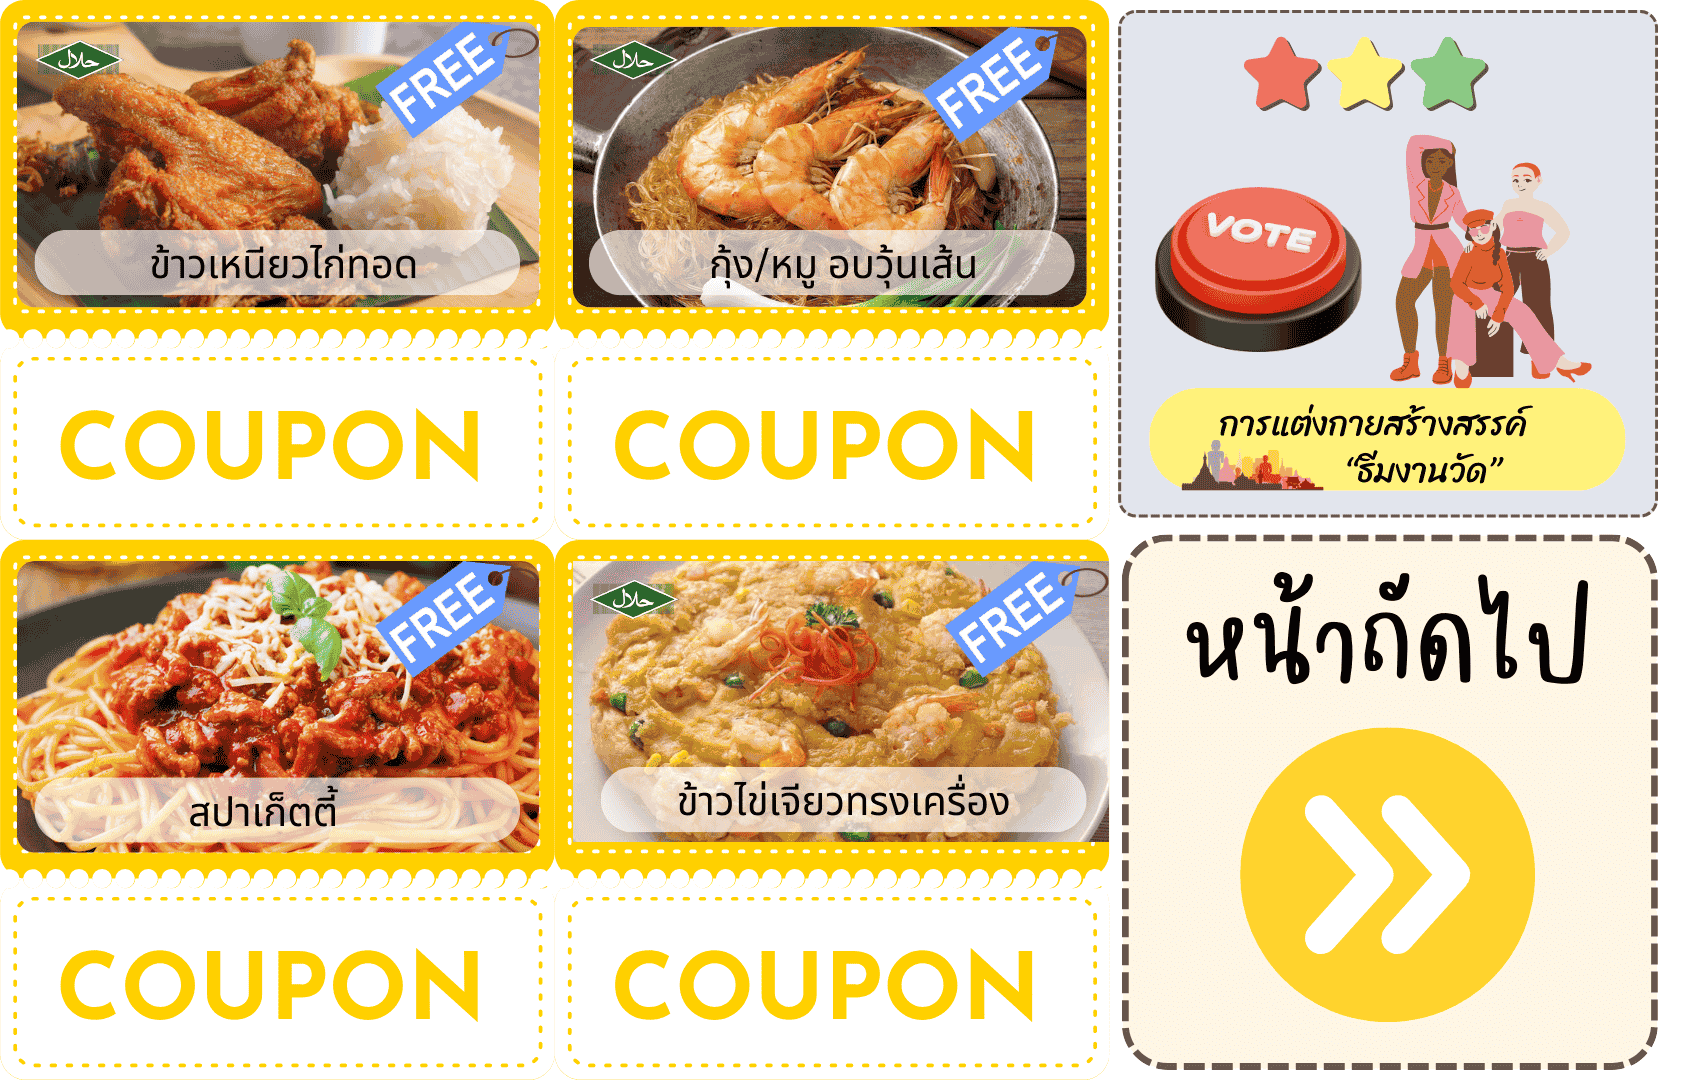 حلال
FREE
ข้าวเหนียวไก่ทอด
COUPON
حلال
FREE
กุ้ง/หมู อบวุ้นเส้น
COUPON
VOTE
การแต่งกายสร้างสรรค์
“ธีมงานวัด”
FREE
สปาเก็ตตี้
COUPON
حلال
FREE
ข้าวไข่เจียวทรงเครื่อง
COUPON
หน้าถัดไป